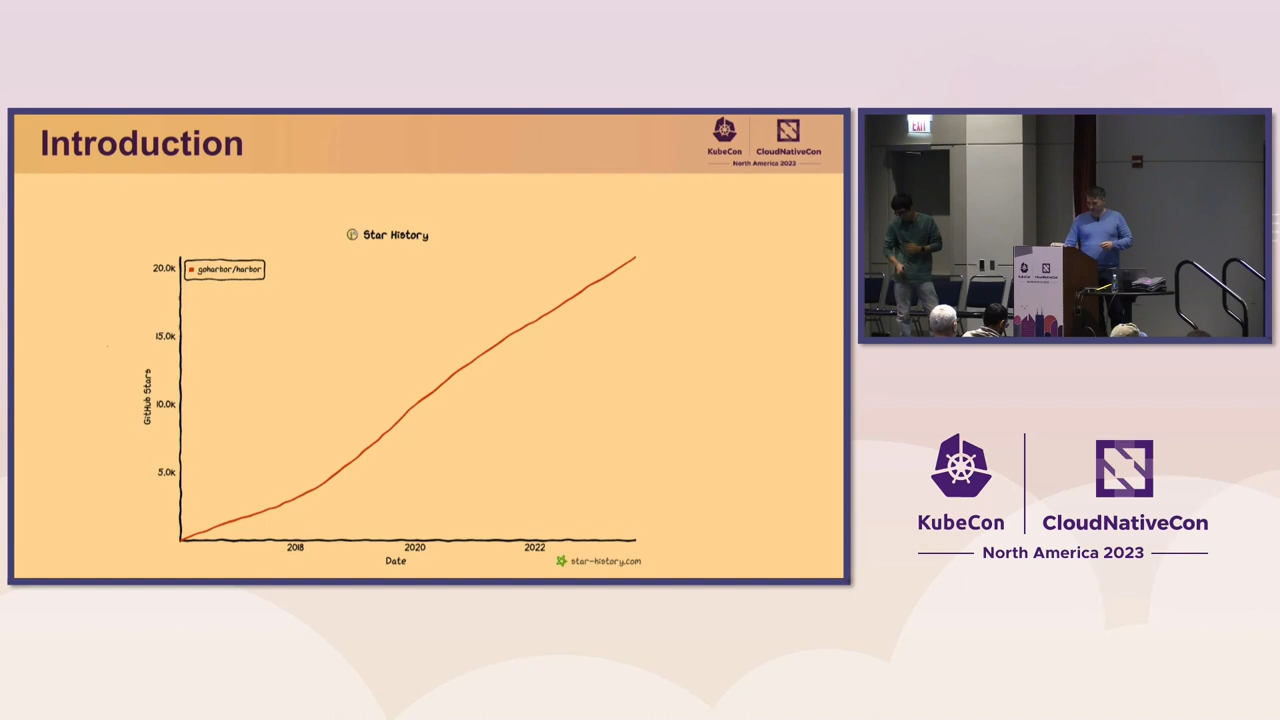 Introduction
KubeCon
CloudNativeCon
North America 2023
Star History
goharbor/harbor
20.0k
15.0k
10.0k
5.0k
GitHub Stars
2018
2020
2022
Date
star-history.com
EXIT
KubeCon
CloudNativeCon
North America 2023